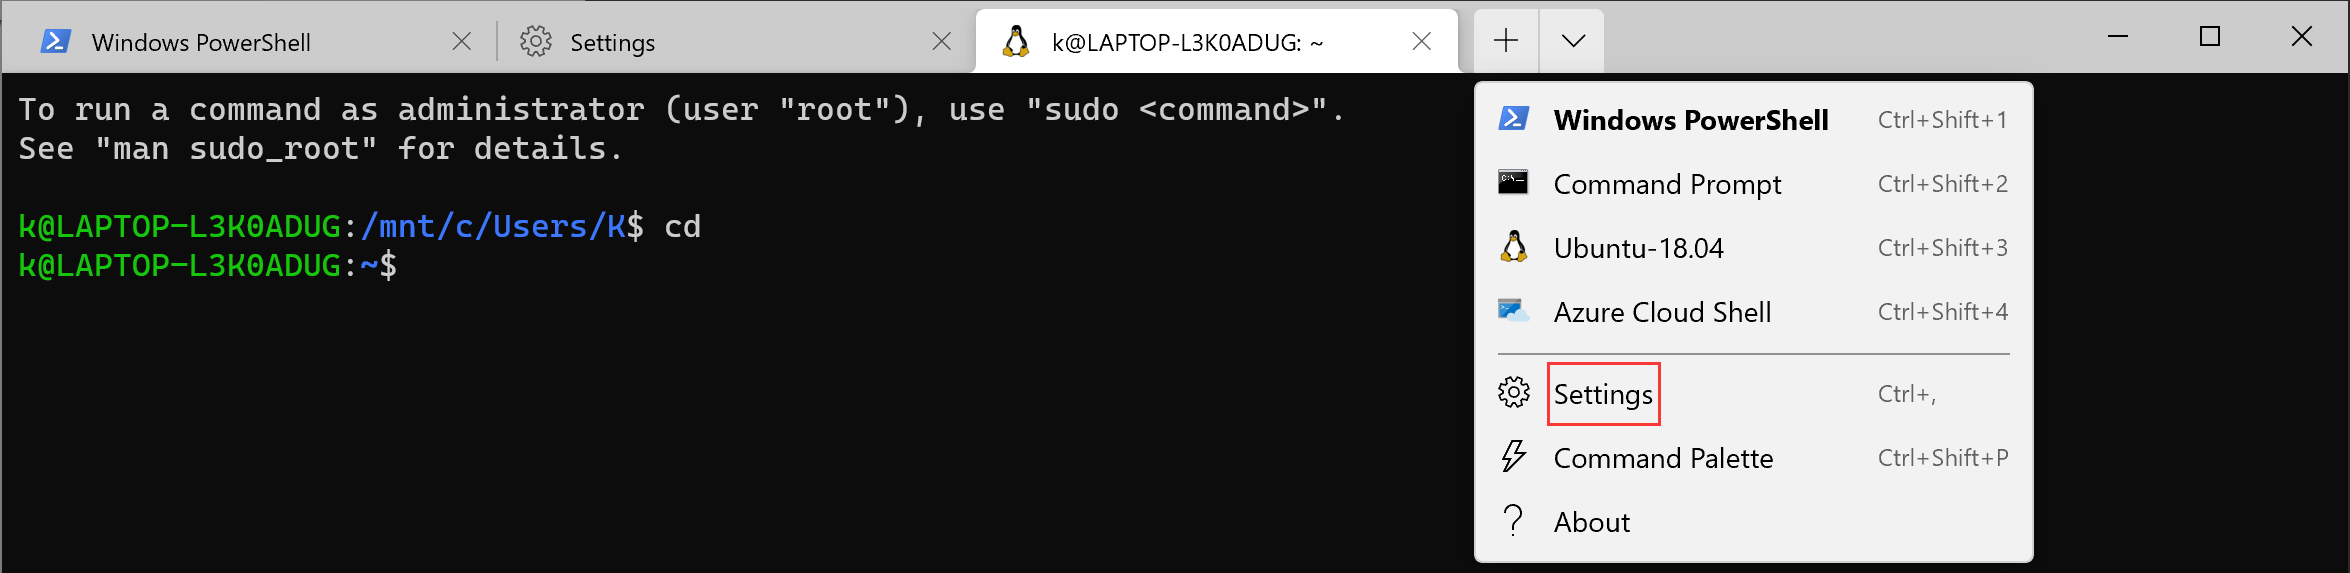 Windows PowerShell
Settings
k@LAPTOP-L3K0ADUG: ~
To run a command as administrator (user "root"), use "sudo <command>".
See "man sudo_root" for details.
k@LAPTOP-L3K0ADUG:/mnt/c/Users/K$ cd
k@LAPTOP-L3K0ADUG:~$
Windows PowerShell Ctrl+Shift+1
Command Prompt Ctrl+Shift+2
Ubuntu-18.04 Ctrl+Shift+3
Azure Cloud Shell Ctrl+Shift+4
Settings Ctrl+,
Command Palette Ctrl+Shift+P
About